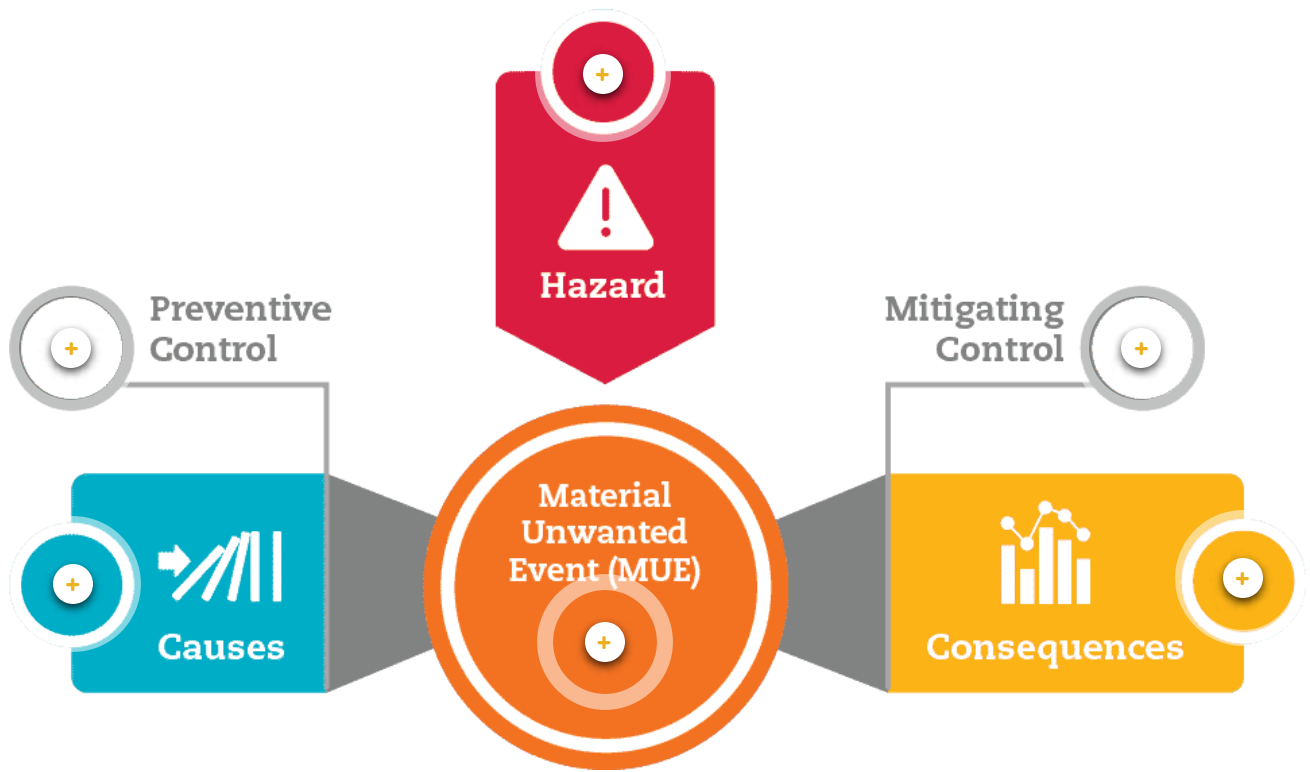 Hazard
Preventive
Control
Mitigating
Control
Material
Unwanted
Event (MUE)
Causes
Consequences